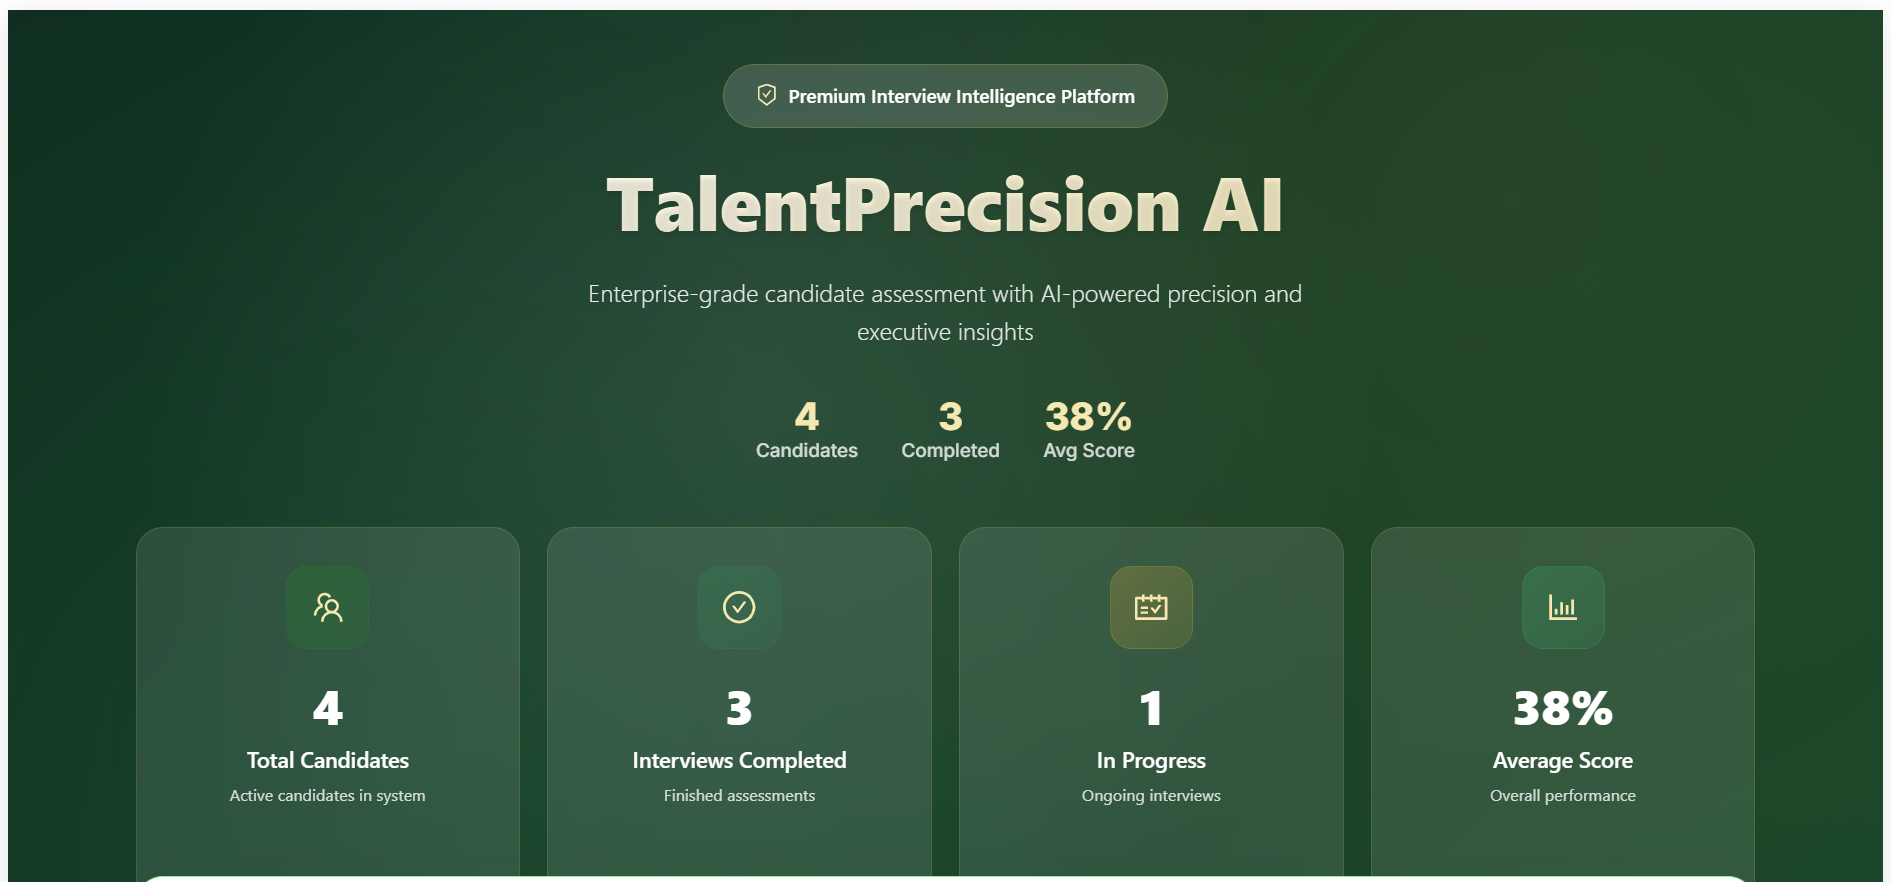 Premium Interview Intelligence Platform
TalentPrecision AI
Enterprise-grade candidate assessment with AI-powered precision and
executive insights
4
Candidates
3
Completed
38%
Avg Score
4
Total Candidates
Active candidates in system
3
Interviews Completed
Finished assessments
1
In Progress
Ongoing interviews
38%
Average Score
Overall performance